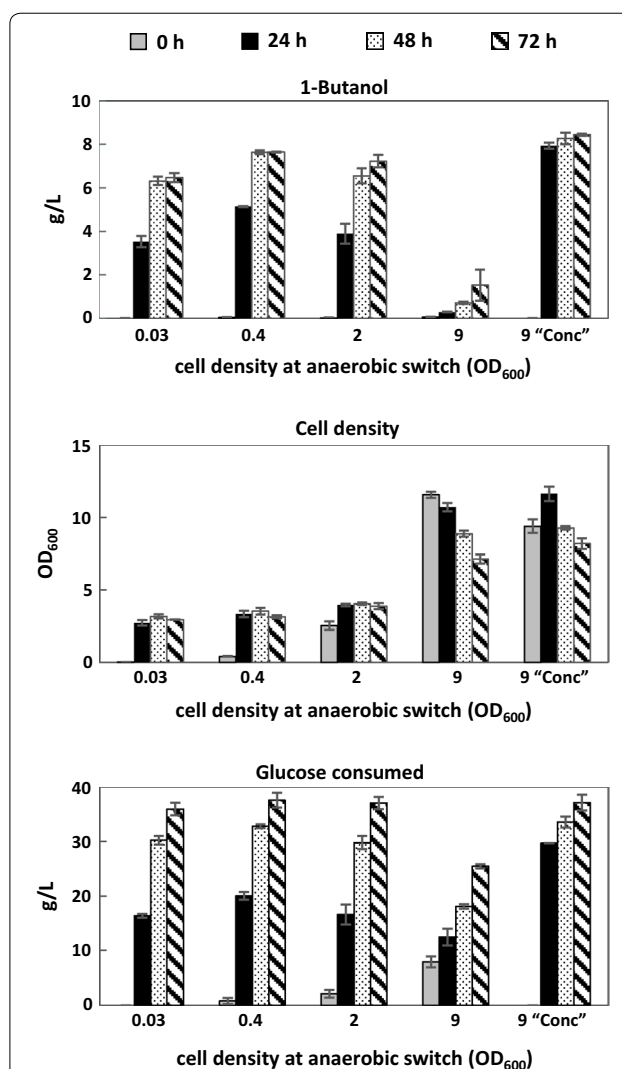 0 h 24 h 48 h 72 h
1-Butanol
g/L
10
8
6
4
2
0
0.03 0.4 2 9 9 “Conc”
cell density at anaerobic switch (OD600)
Cell density
OD600
15
10
5
0
0.03 0.4 2 9 9 “Conc”
cell density at anaerobic switch (OD600)
Glucose consumed
g/L
40
30
20
10
0
0.03 0.4 2 9 9 “Conc”
cell density at anaerobic switch (OD600)